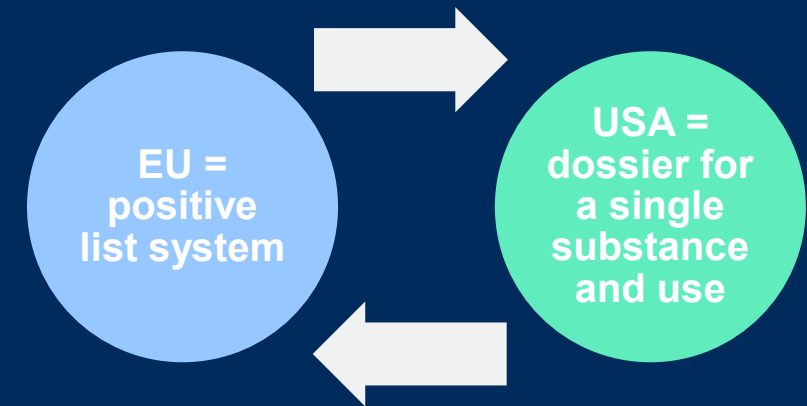 EU =
positive
list system
USA =
dossier for
a single
substance
and use